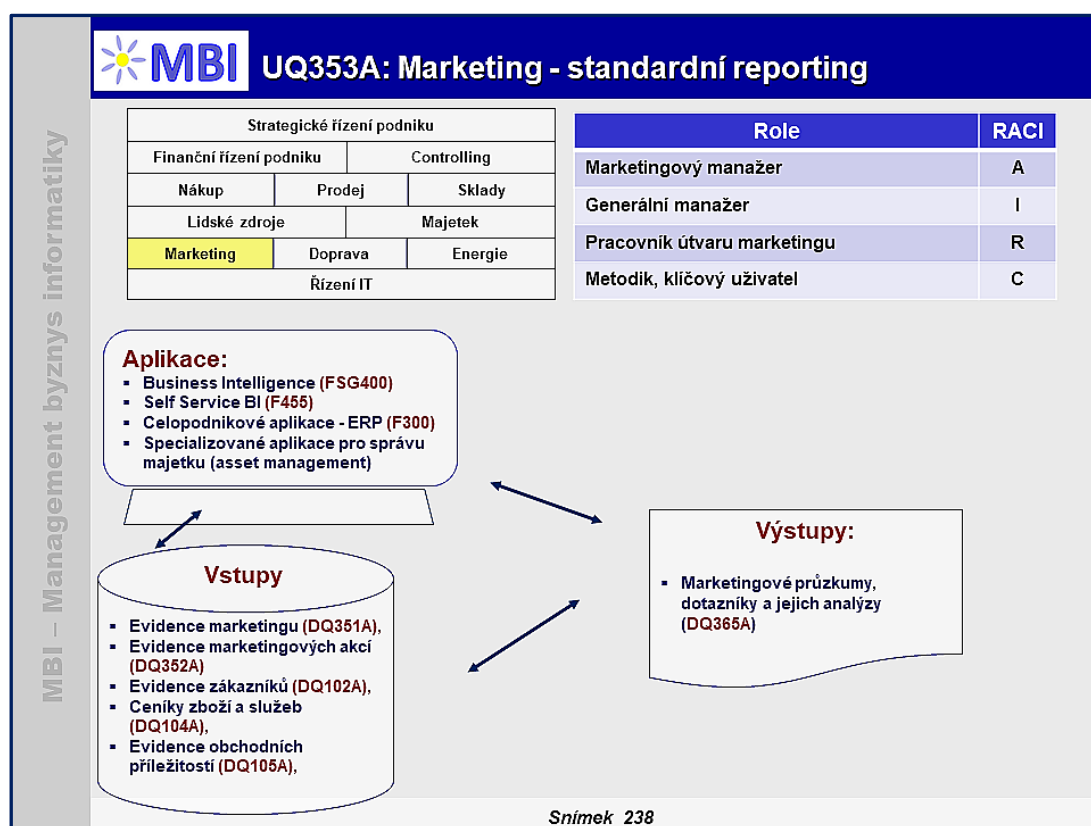 MBI
UQ353A: Marketing - standardní reporting
MBI – Management byznys informatiky
Strategické řízení podniku
Finanční řízení podniku
Controlling
Nákup
Prodej
Sklady
Lidské zdroje
Majetek
Marketing
Doprava
Energie
Řízení IT
Role RACI
Marketingový manažer A
Generální manažer I
Pracovník útvaru marketingu R
Metodik, klíčový uživatel C
Aplikace:
▪ Business Intelligence (FSG400)
▪ Self Service BI (F455)
▪ Celopodnikové aplikace - ERP (F300)
▪ Specializované aplikace pro správu
majetku (asset management)
Vstupy
▪ Evidence marketingu (DQ351A),
▪ Evidence marketingových akcí
(DQ352A)
▪ Evidence zákazníků (DQ102A),
▪ Ceníky zboží a služeb
(DQ104A),
▪ Evidence obchodních
příležitostí (DQ105A),
Výstupy:
▪ Marketingové průzkumy,
dotazníky a jejich analýzy
(DQ365A)
Snímek 238